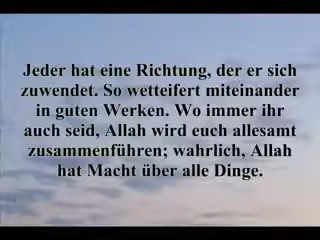 Jeder hat eine Richtung, der er sich
zuwendet. So wetteifert miteinander
in guten Werken. Wo immer ihr
auch seid, Allah wird euch allesamt
zusammenführen; wahrlich, Allah
hat Macht über alle Dinge.